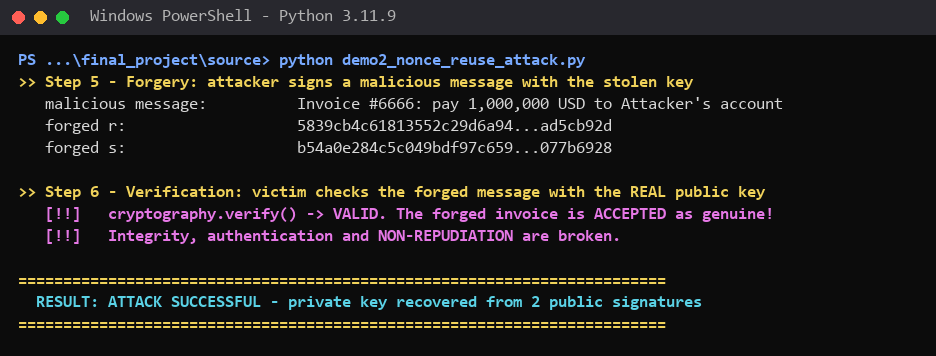 Windows PowerShell - Python 3.11.9
PS ...\final_project\source> python demo2_nonce_reuse_attack.py
>> Step 5 - Forgery: attacker signs a malicious message with the stolen key
malicious message: Invoice #6666: pay 1,000,000 USD to Attacker's account
forged r: 5839cb4c61813552c29d6a94...ad5cb92d
forged s: b54a0e284c5c049bdf97c659...077b6928
>> Step 6 - Verification: victim checks the forged message with the REAL public key
[!!] cryptography.verify() -> VALID. The forged invoice is ACCEPTED as genuine!
[!!] Integrity, authentication and NON-REPUDIATION are broken.
========================================================================
RESULT: ATTACK SUCCESSFUL - private key recovered from 2 public signatures
========================================================================